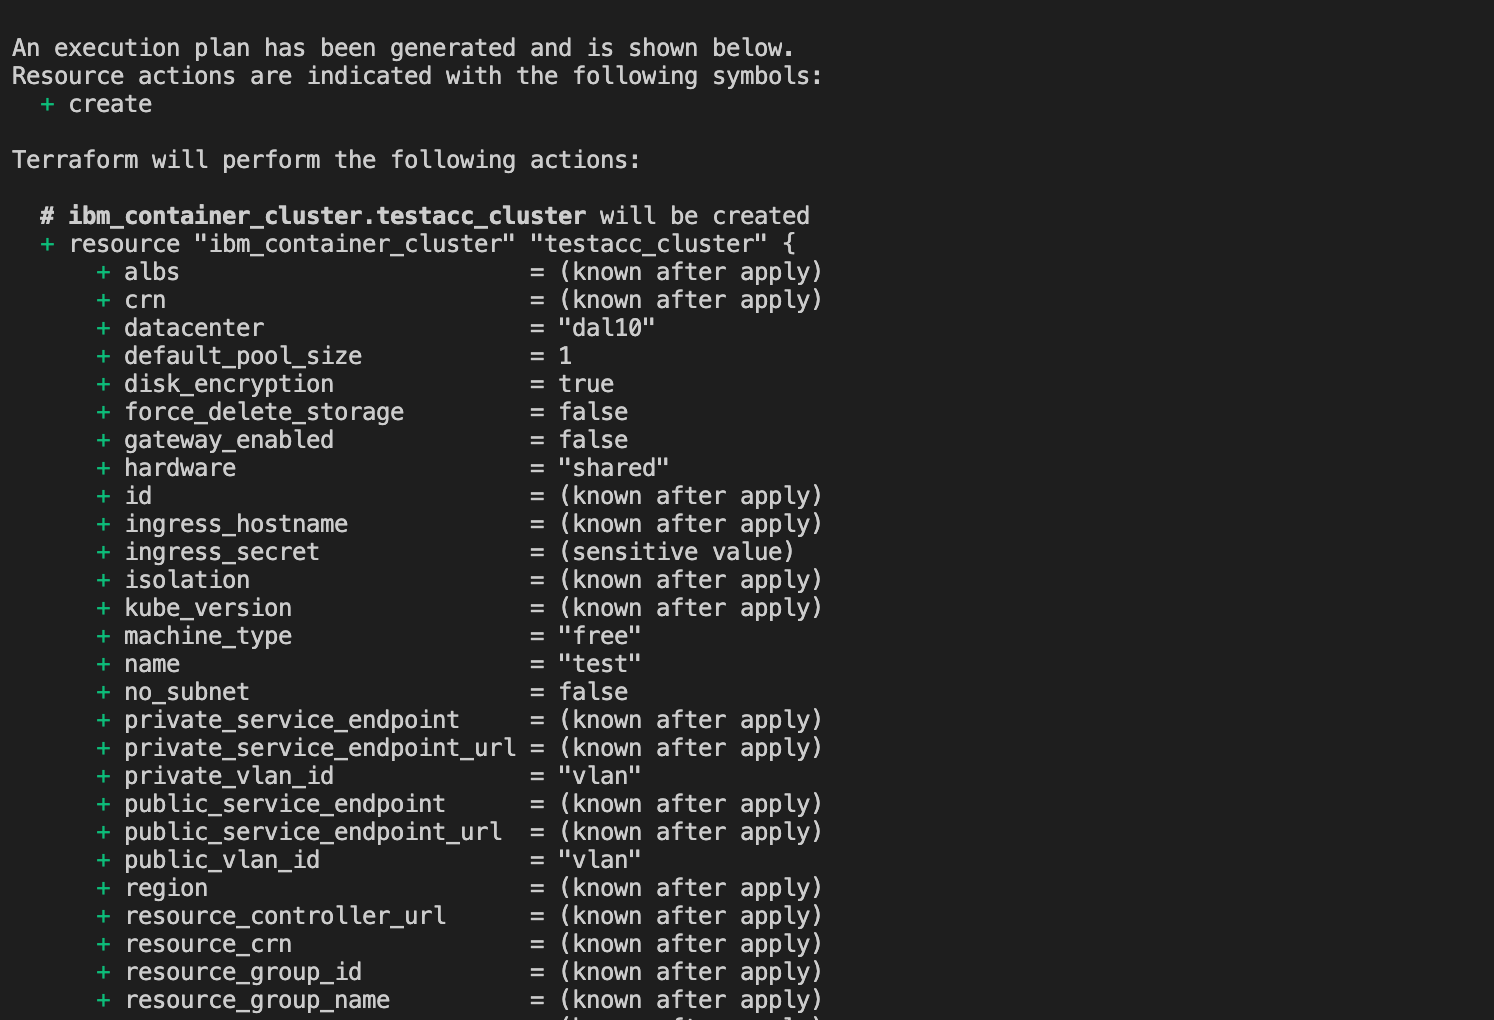 An execution plan has been generated and is shown below.
Resource actions are indicated with the following symbols:
  + create

Terraform will perform the following actions:

  # ibm_container_cluster.testacc_cluster will be created
  + resource "ibm_container_cluster" "testacc_cluster" {
      + albs                         = (known after apply)
      + crn                          = (known after apply)
      + datacenter                   = "dal10"
      + default_pool_size            = 1
      + disk_encryption              = true
      + force_delete_storage         = false
      + gateway_enabled              = false
      + hardware                     = "shared"
      + id                           = (known after apply)
      + ingress_hostname             = (known after apply)
      + ingress_secret               = (sensitive value)
      + isolation                    = (known after apply)
      + kube_version                 = (known after apply)
      + machine_type                 = "free"
      + name                         = "test"
      + no_subnet                    = false
      + private_service_endpoint     = (known after apply)
      + private_service_endpoint_url = (known after apply)
      + private_vlan_id              = "vlan"
      + public_service_endpoint      = (known after apply)
      + public_service_endpoint_url  = (known after apply)
      + public_vlan_id               = "vlan"
      + region                       = (known after apply)
      + resource_controller_url      = (known after apply)
      + resource_crn                 = (known after apply)
      + resource_group_id            = (known after apply)
      + resource_group_name          = (known after apply)